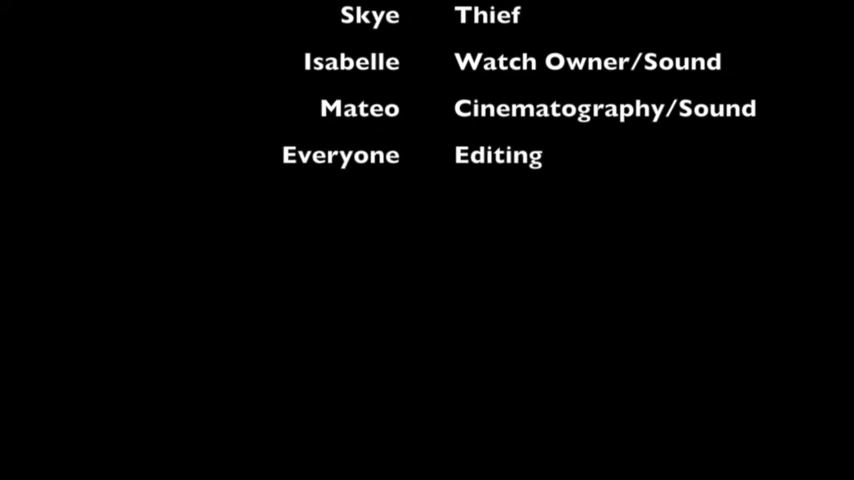 Skye Thief
Isabelle Watch Owner/Sound
Mateo Cinematography/Sound
Everyone Editing